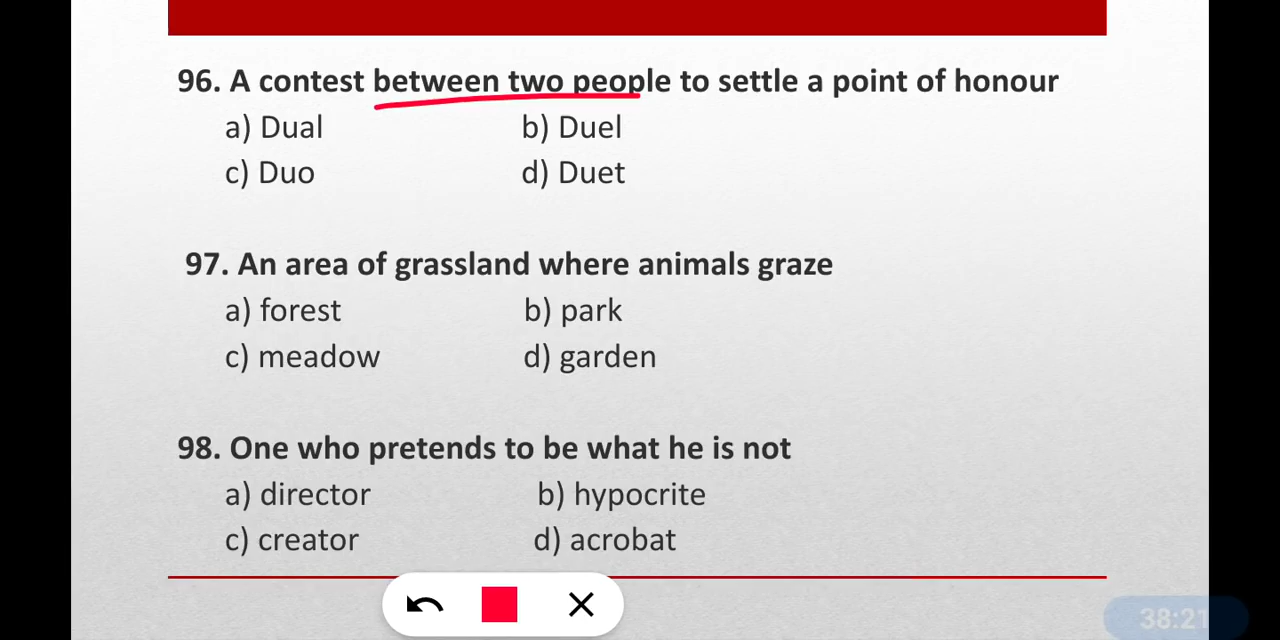 96. A contest between two people to settle a point of honour
a) Dual b) Duel
c) Duo d) Duet
97. An area of grassland where animals graze
a) forest b) park
c) meadow d) garden
98. One who pretends to be what he is not
a) director b) hypocrite
c) creator d) acrobat
38:21